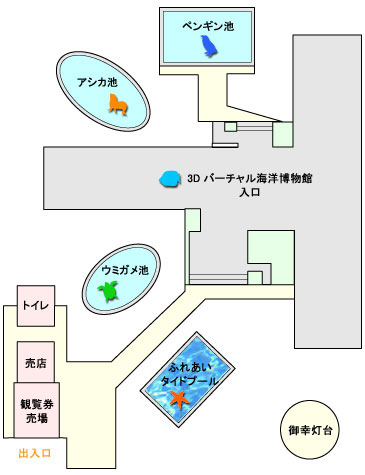 ペンギン池
アシカ池
3D バーチャル海洋博物館
入口
ウミガメ池
トイレ
売店
観覧券
売場
出入口
ふれあい
タイドプール
御幸灯台